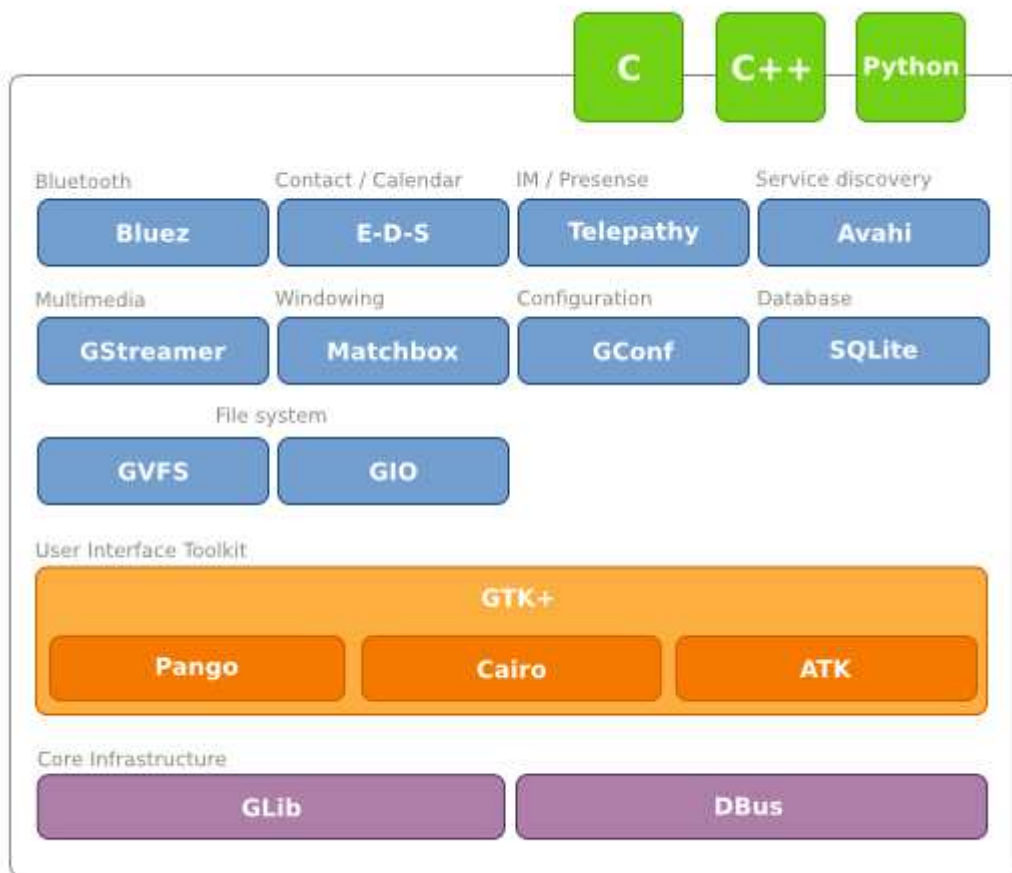 C C++ Python
Bluetooth Contact / Calendar IM / Presense Service discovery
Bluez E-D-S Telepathy Avahi
Multimedia Windowing Configuration Database
GStreamer Matchbox GConf SQLite
File system
GVFS GIO
User Interface Toolkit
GTK+
Pango Cairo ATK
Core Infrastructure
GLib DBus